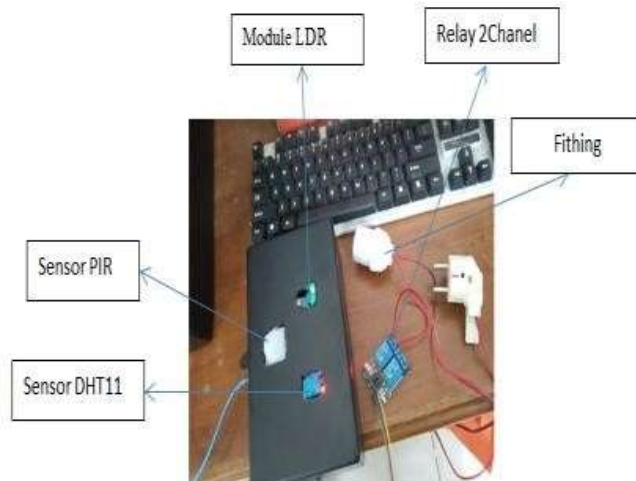 Module LDR
Relay 2Chanel
Fithing
Sensor PIR
Sensor DHT11